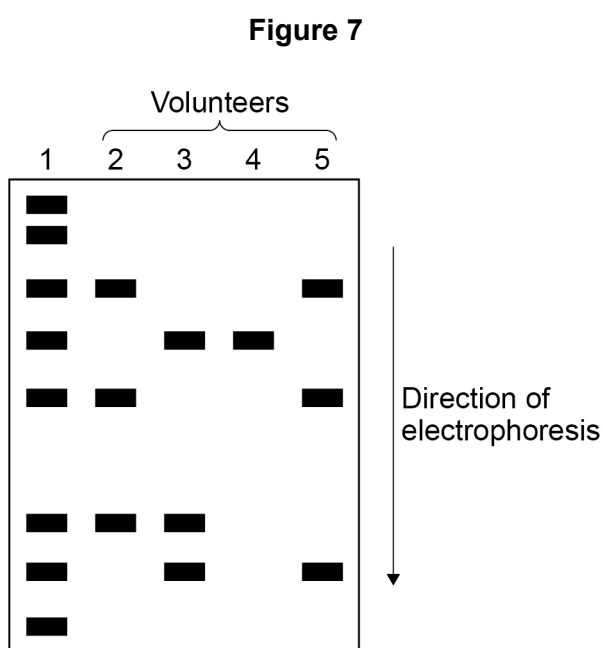 Figure 7
Volunteers
1 2 3 4 5
Direction of
electrophoresis